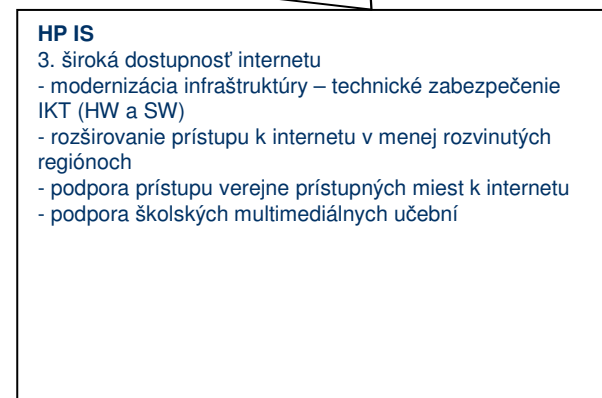 HP IS
3. široká dostupnosť internetu
- modernizácia infraštruktúry – technické zabezpečenie
IKT (HW a SW)
- rozširovanie prístupu k internetu v menej rozvinutých
regiónoch
- podpora prístupu verejne prístupných miest k internetu
- podpora školských multimediálnych učební